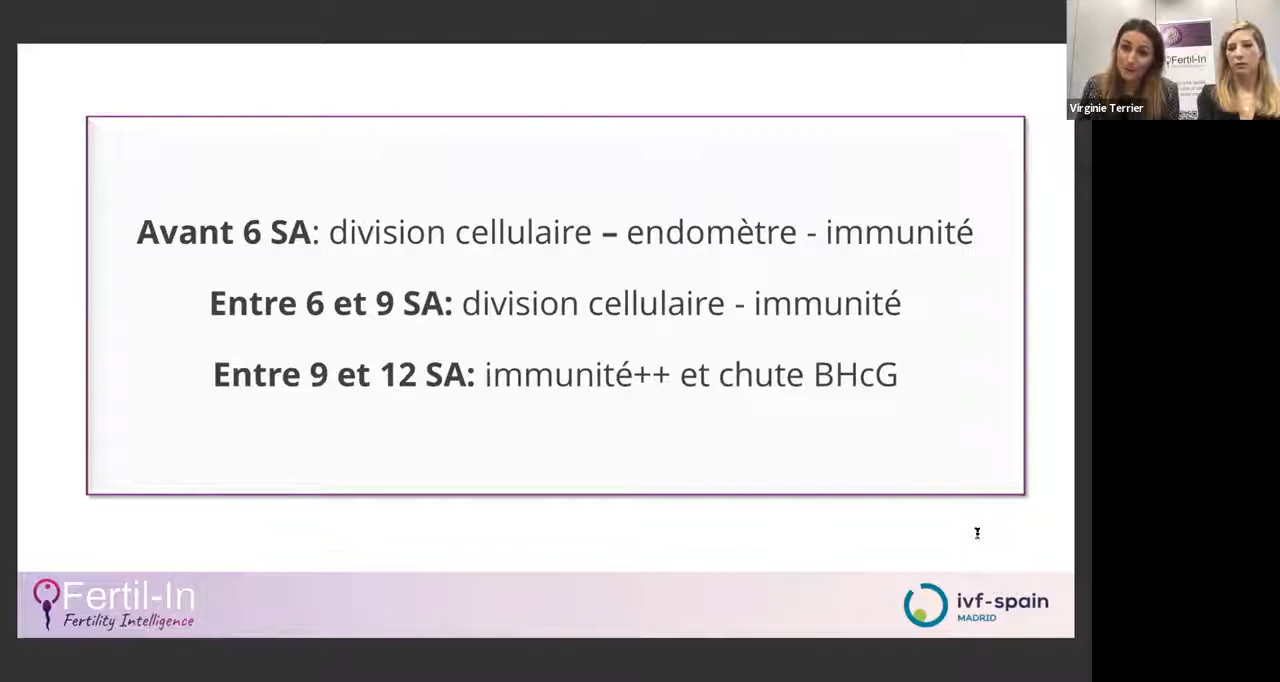 Avant 6 SA: division cellulaire – endomètre - immunité
Entre 6 et 9 SA: division cellulaire - immunité
Entre 9 et 12 SA: immunité++ et chute BHcG
Fertil-In
Fertility Intelligence
ivf-spain
MADRID
Fertil-In
Virginie Terrier